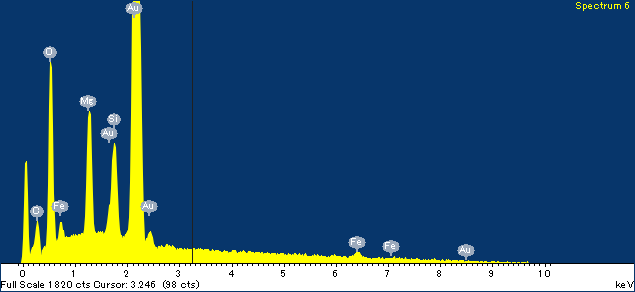 Spectrum 6
Au
O
Mg
Si
Au
C
Fe
Au
Fe
Fe
Au
0 1 2 3 4 5 6 7 8 9 10
Full Scale 1820 cts Cursor: 3.246 (98 cts) keV